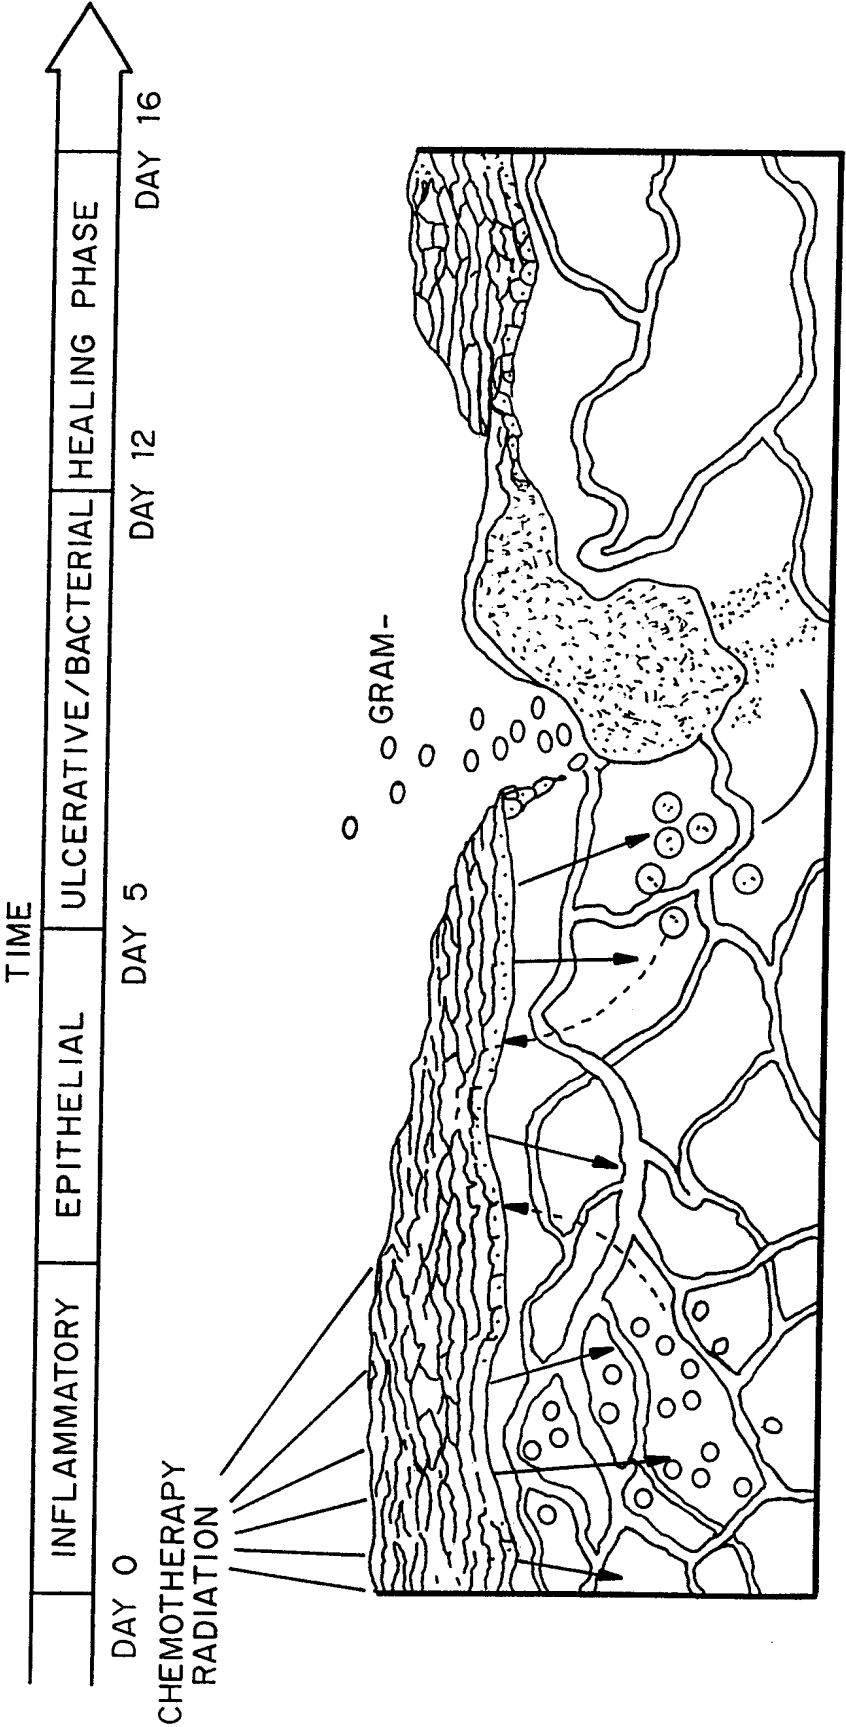 TIME
INFLAMMATORY
EPITHELIAL
ULCERATIVE/BACTERIAL
HEALING PHASE
DAY 0
DAY 5
DAY 12
DAY 16
CHEMOTHERAPY
RADIATION
GRAM-